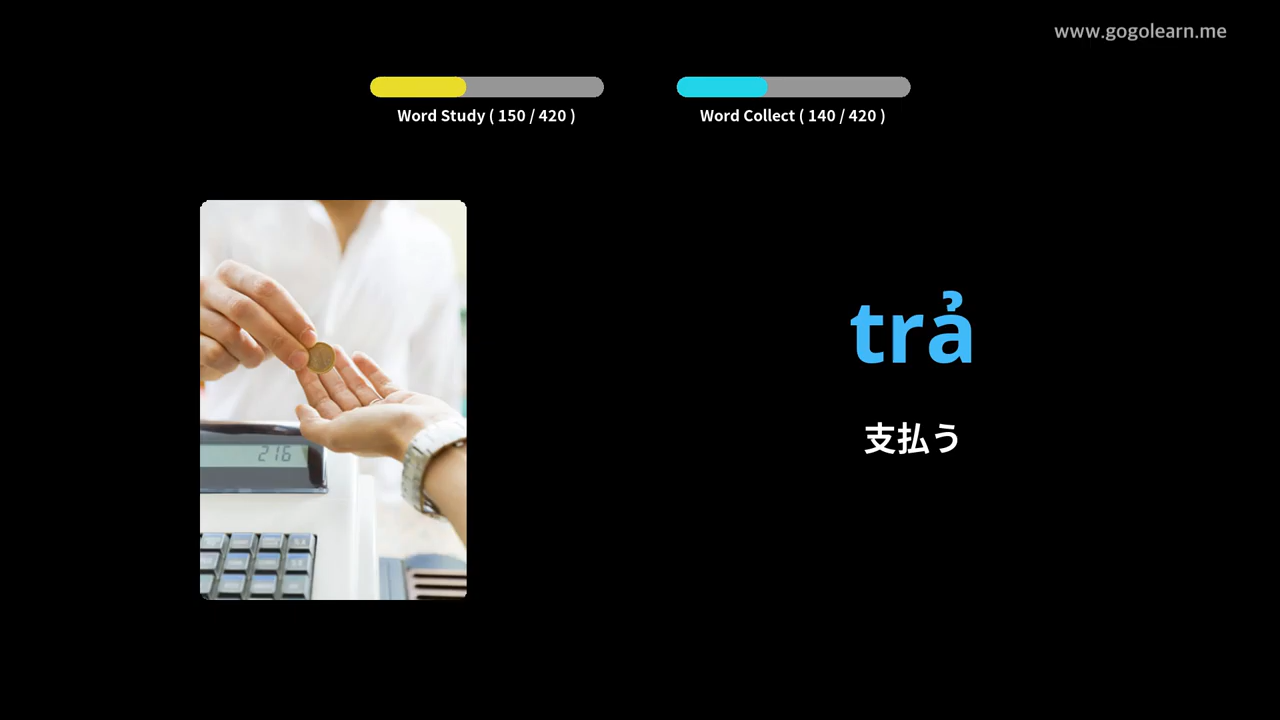 www.gogolearn.me
Word Study ( 150 / 420 )
Word Collect ( 140 / 420 )
216
trả
支払う